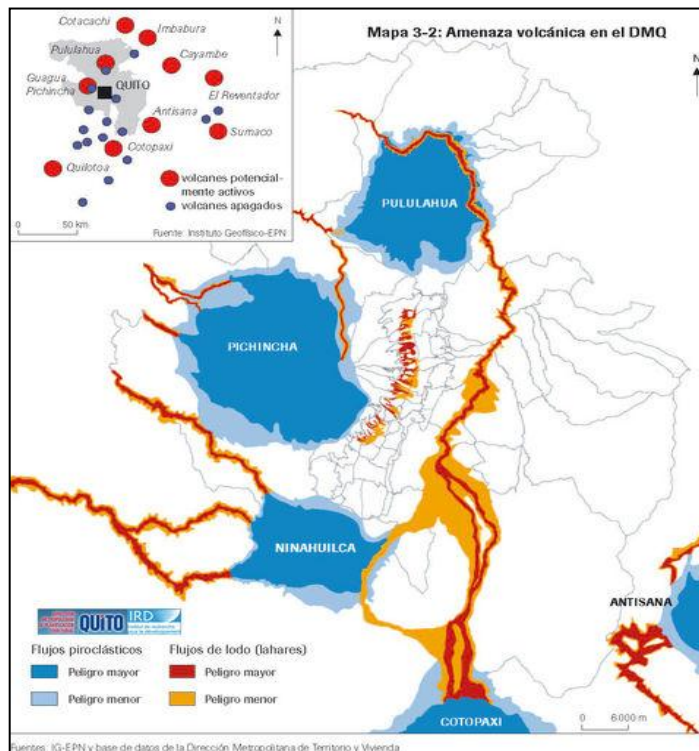 Mapa 3-2: Amenaza volcánica en el DMQ
N
Cotacachi
Imbabura
Pululahua
Cayambe
Guagua
Pichincha
QUITO
El Reventador
Antisana
Sumaco
Cotopaxi
Quilotoa
volcanes potencial-
mente activos
volcanes apagados
0 50 km
Fuente: Instituto Geofísico-EPN
N
PULULAHUA
PICHINCHA
NINAHUILCA
ANTISANA
COTOPAXI
QUITO
IRD
Flujos piroclásticos
Flujos de lodo (lahares)
Peligro mayor
Peligro mayor
Peligro menor
Peligro menor
0 6 000 m
Fuentes: IG-EPN y base de datos de la Dirección Metropolitana de Territorio y Vivienda